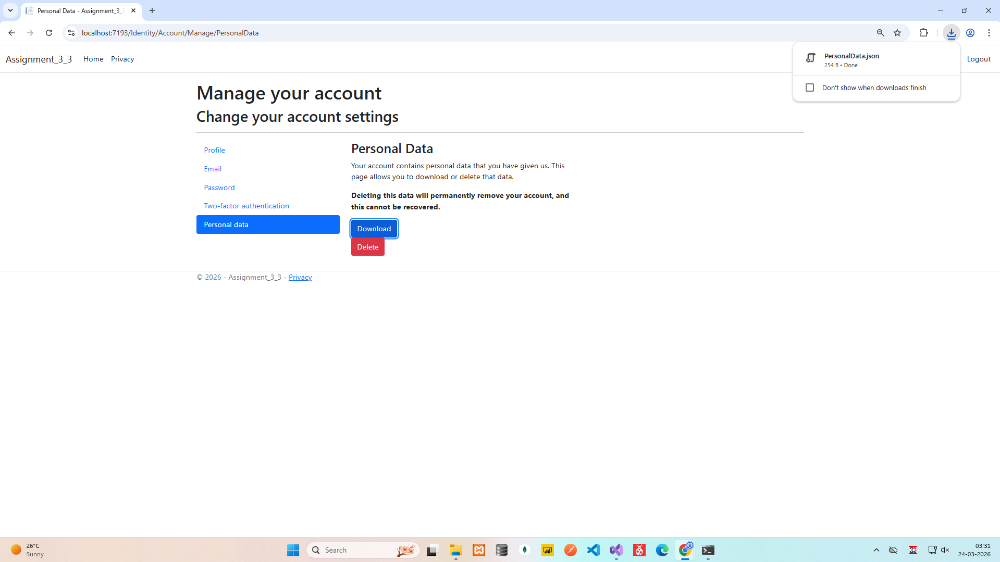 Personal Data - Assignment_3_3
localhost:7193/Identity/Account/Manage/PersonalData
PersonalData.json
254 B • Done
Don't show when downloads finish
Assignment_3_3
Home
Privacy
Logout
Manage your account
Change your account settings
Profile
Email
Password
Two-factor authentication
Personal data
Personal Data
Your account contains personal data that you have given us. This
page allows you to download or delete that data.
Deleting this data will permanently remove your account, and
this cannot be recovered.
Download
Delete
© 2026 - Assignment_3_3 - Privacy
26°C
Sunny
Search
03:31
24-03-2026